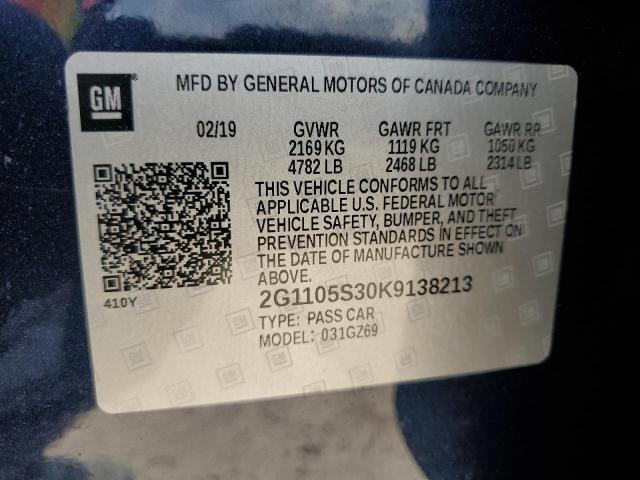 GM ®
MFD BY GENERAL MOTORS OF CANADA COMPANY
02/19 GVWR GAWR FRT GAWR RR
2169 KG 1119 KG 1050 KG
4782 LB 2468 LB 2314 LB
THIS VEHICLE CONFORMS TO ALL
APPLICABLE U.S. FEDERAL MOTOR
VEHICLE SAFETY, BUMPER, AND THEFT
PREVENTION STANDARDS IN EFFECT ON
THE DATE OF MANUFACTURE SHOWN
ABOVE.
410Y
2G1105S30K9138213
TYPE: PASS CAR
MODEL: 031GZ69